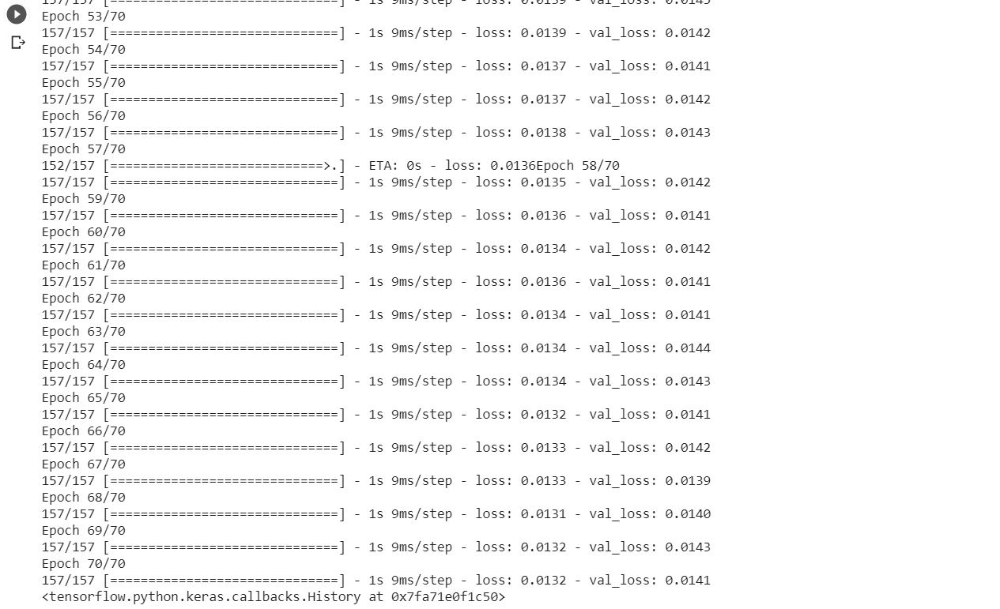 157/157 [==============================] - 1s 9ms/step - loss: 0.0139 - val_loss: 0.0145
Epoch 53/70
157/157 [==============================] - 1s 9ms/step - loss: 0.0139 - val_loss: 0.0142
Epoch 54/70
157/157 [==============================] - 1s 9ms/step - loss: 0.0137 - val_loss: 0.0141
Epoch 55/70
157/157 [==============================] - 1s 9ms/step - loss: 0.0137 - val_loss: 0.0142
Epoch 56/70
157/157 [==============================] - 1s 9ms/step - loss: 0.0138 - val_loss: 0.0143
Epoch 57/70
152/157 [============================>.] - ETA: 0s - loss: 0.0136Epoch 58/70
157/157 [==============================] - 1s 9ms/step - loss: 0.0135 - val_loss: 0.0142
Epoch 59/70
157/157 [==============================] - 1s 9ms/step - loss: 0.0136 - val_loss: 0.0141
Epoch 60/70
157/157 [==============================] - 1s 9ms/step - loss: 0.0134 - val_loss: 0.0142
Epoch 61/70
157/157 [==============================] - 1s 9ms/step - loss: 0.0136 - val_loss: 0.0141
Epoch 62/70
157/157 [==============================] - 1s 9ms/step - loss: 0.0134 - val_loss: 0.0141
Epoch 63/70
157/157 [==============================] - 1s 9ms/step - loss: 0.0134 - val_loss: 0.0144
Epoch 64/70
157/157 [==============================] - 1s 9ms/step - loss: 0.0134 - val_loss: 0.0143
Epoch 65/70
157/157 [==============================] - 1s 9ms/step - loss: 0.0132 - val_loss: 0.0141
Epoch 66/70
157/157 [==============================] - 1s 9ms/step - loss: 0.0133 - val_loss: 0.0142
Epoch 67/70
157/157 [==============================] - 1s 9ms/step - loss: 0.0133 - val_loss: 0.0139
Epoch 68/70
157/157 [==============================] - 1s 9ms/step - loss: 0.0131 - val_loss: 0.0140
Epoch 69/70
157/157 [==============================] - 1s 9ms/step - loss: 0.0132 - val_loss: 0.0143
Epoch 70/70
157/157 [==============================] - 1s 9ms/step - loss: 0.0132 - val_loss: 0.0141
<tensorflow.python.keras.callbacks.History at 0x7fa71e0f1c50>